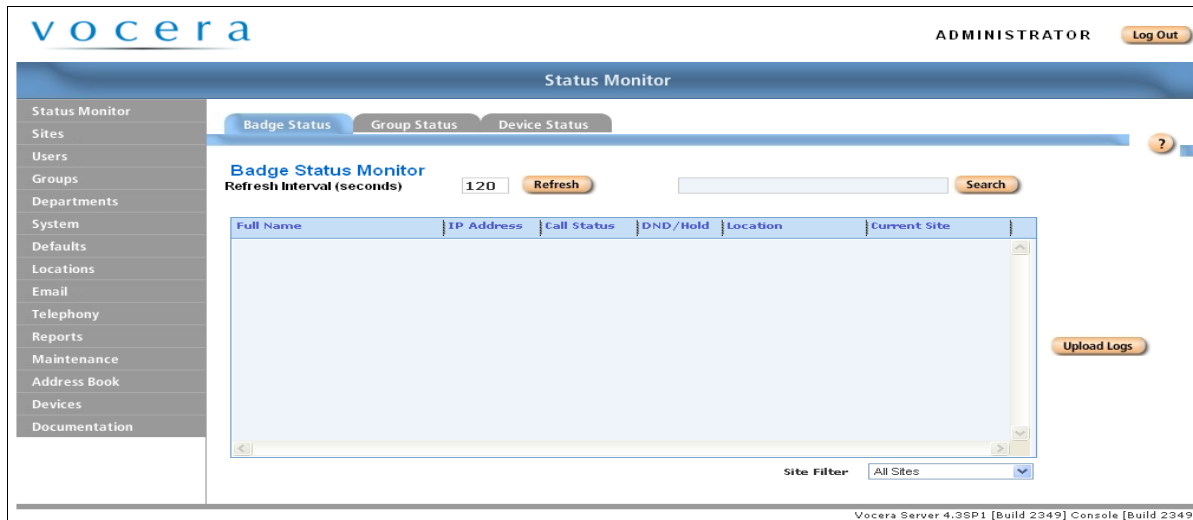 vocera
ADMINISTRATOR Log Out
Status Monitor
Status Monitor
Sites
Users
Groups
Departments
System
Defaults
Locations
Email
Telephony
Reports
Maintenance
Address Book
Devices
Documentation
Badge Status Group Status Device Status
?
Badge Status Monitor
Refresh Interval (seconds) 120 Refresh Search
Full Name IP Address Call Status DND/Hold Location Current Site
Upload Logs
Site Filter All Sites
Vocera Server 4.3SP1 [Build 2349] Console [Build 2349